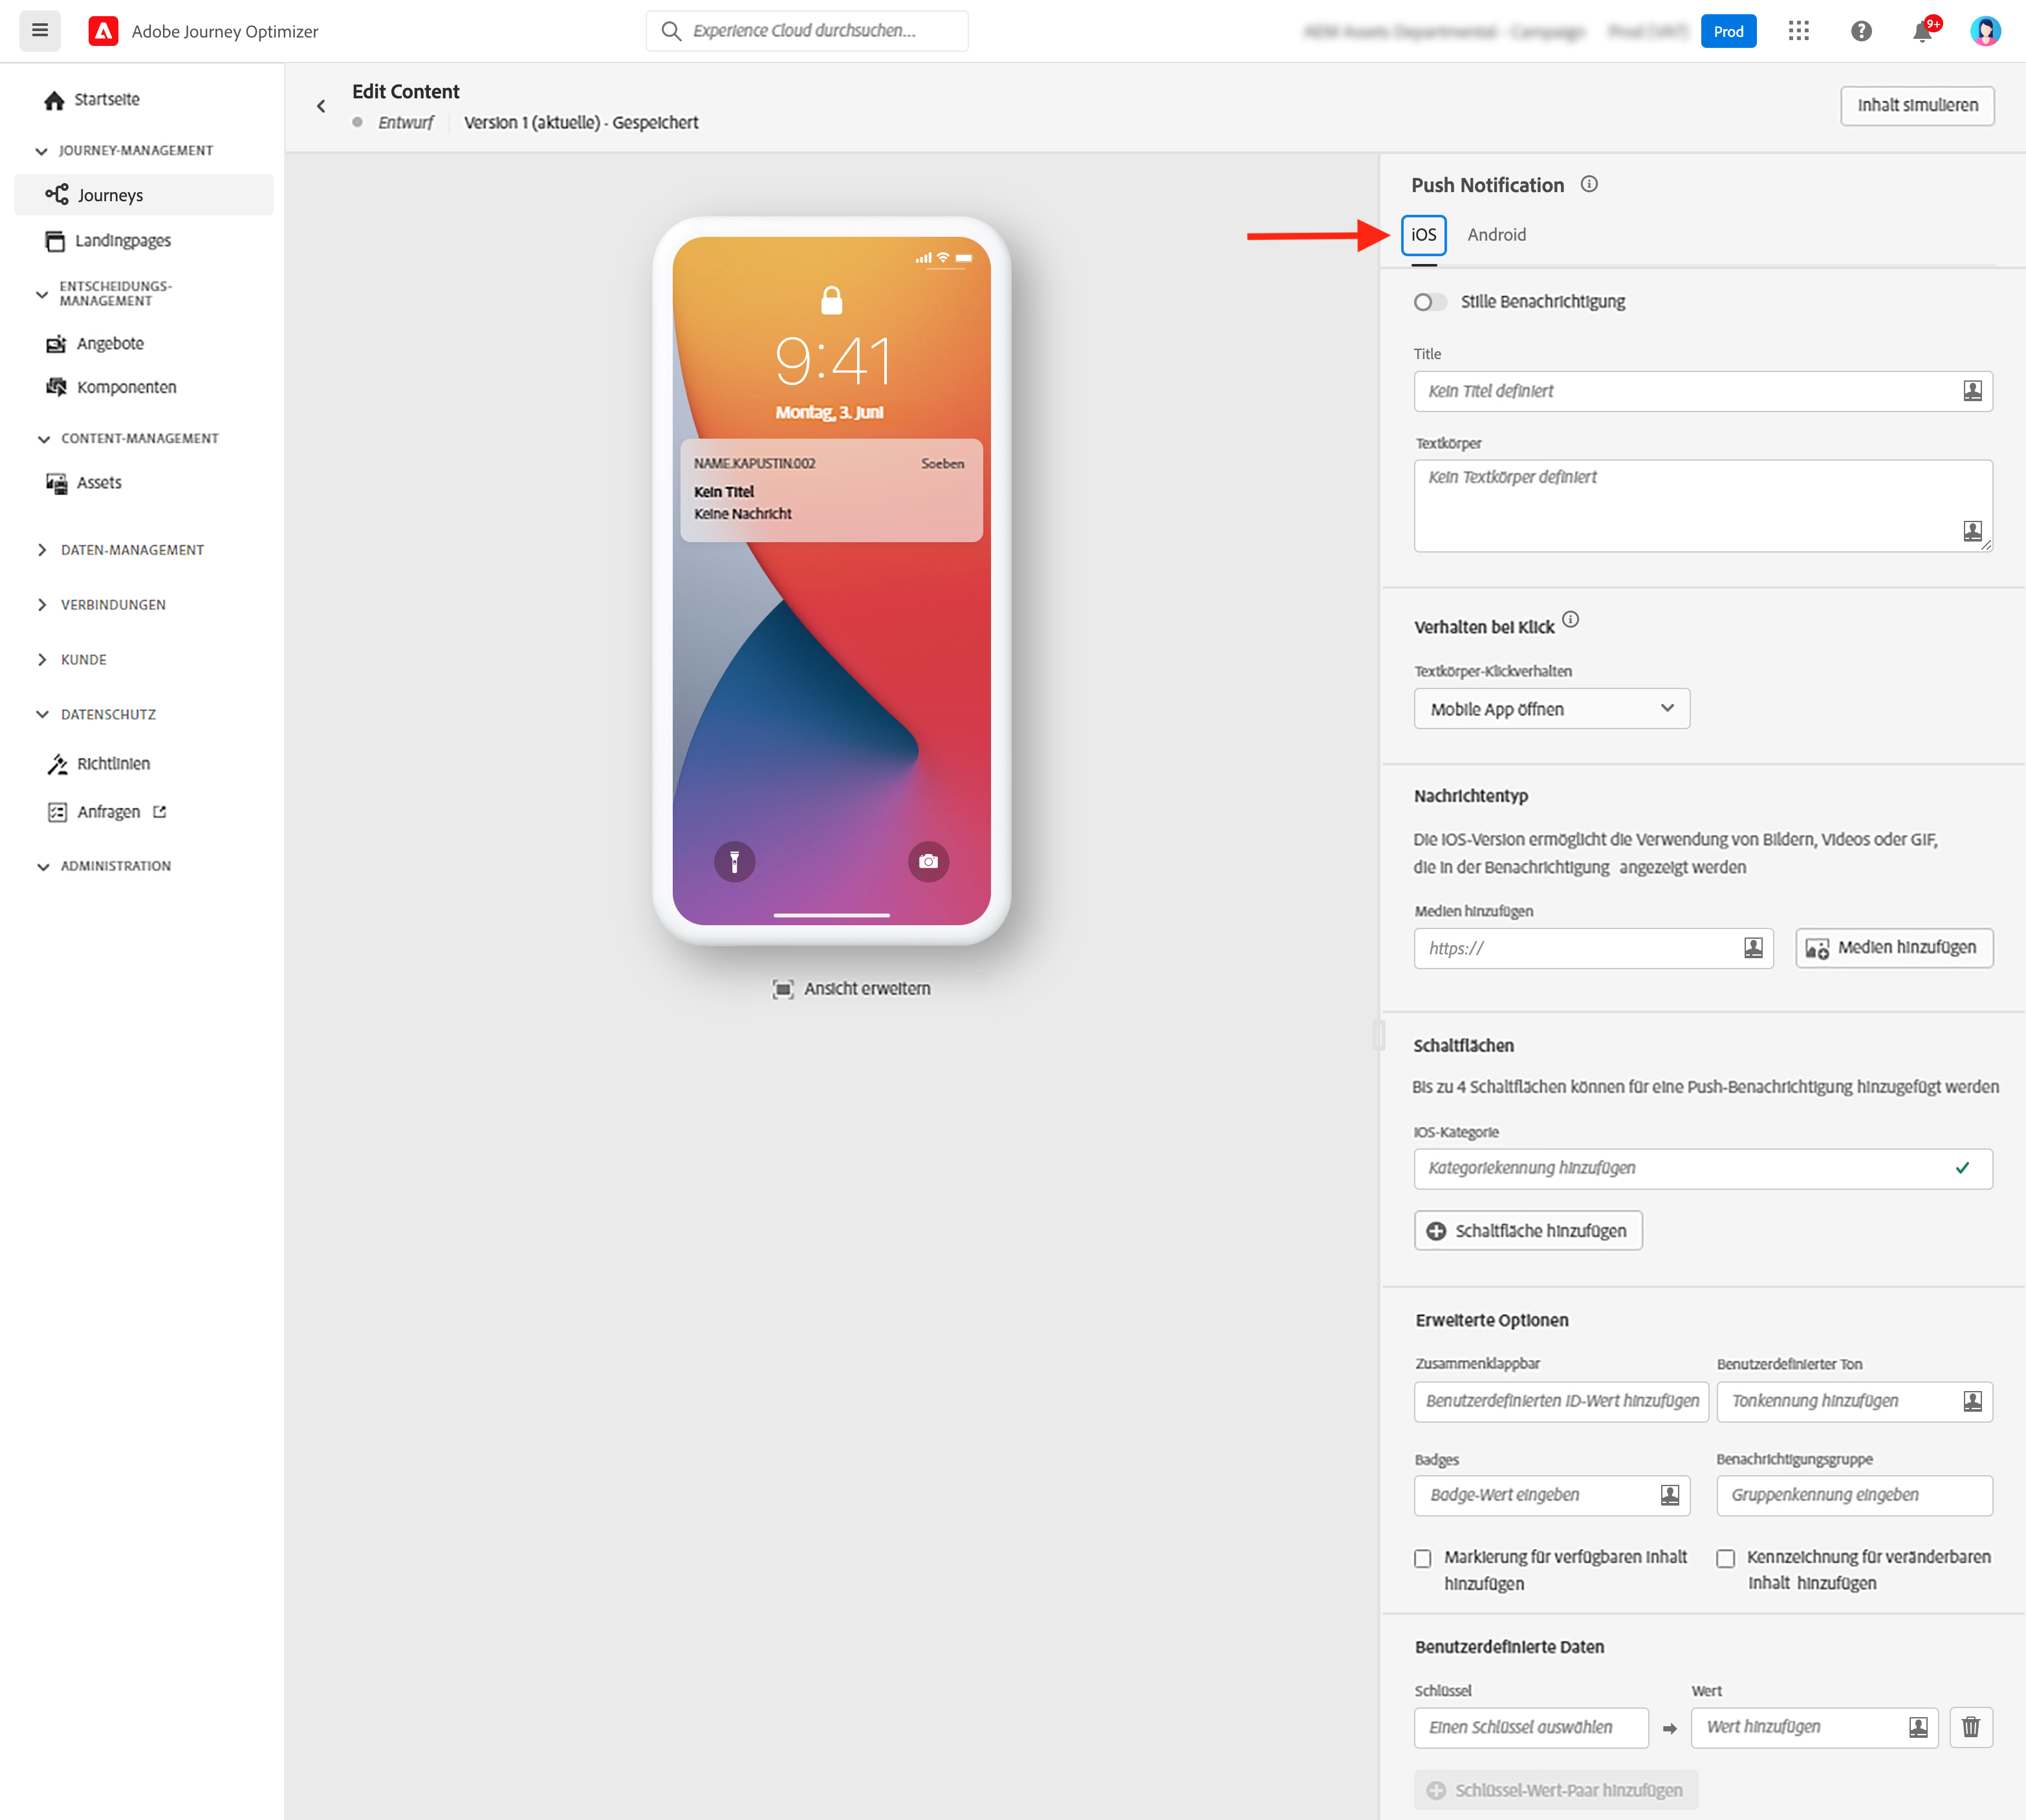 Adobe Journey Optimizer
Experience Cloud durchsuchen...
Prod
9+
Startseite
JOURNEY-MANAGEMENT
Journeys
Landingpages
ENTSCHEIDUNGS-
MANAGEMENT
Angebote
Komponenten
CONTENT-MANAGEMENT
Assets
DATEN-MANAGEMENT
VERBINDUNGEN
KUNDE
DATENSCHUTZ
Richtlinien
Anfragen
ADMINISTRATION
Edit Content
Entwurf
Version 1 (aktuelle) - Gespeichert
Inhalt simulieren
9:41
Montag, 3. Juni
NAME.KAPUSTIN.002
Soeben
Kein Titel
Keine Nachricht
Ansicht erweitern
Push Notification
iOS
Android
Stille Benachrichtigung
Title
Kein Titel definiert
Textkörper
Kein Textkörper definiert
Verhalten bei Klick
Textkörper-Klickverhalten
Mobile App öffnen
Nachrichtentyp
Die iOS-Version ermöglicht die Verwendung von Bildern, Videos oder GIF,
die in der Benachrichtigung angezeigt werden
Medien hinzufügen
https://
Medien hinzufügen
Schaltflächen
Bis zu 4 Schaltflächen können für eine Push-Benachrichtigung hinzugefügt werden
iOS-Kategorie
Kategoriekennung hinzufügen
Schaltfläche hinzufügen
Erweiterte Optionen
Zusammenklappbar
Benutzerdefinierter Ton
Benutzerdefinierten ID-Wert hinzufügen
Tonkennung hinzufügen
Badges
Benachrichtigungsgruppe
Badge-Wert eingeben
Gruppenkennung eingeben
Markierung für verfügbaren Inhalt
hinzufügen
Kennzeichnung für veränderbaren
Inhalt hinzufügen
Benutzerdefinierte Daten
Schlüssel
Wert
Einen Schlüssel auswählen
Wert hinzufügen
Schlüssel-Wert-Paar hinzufügen